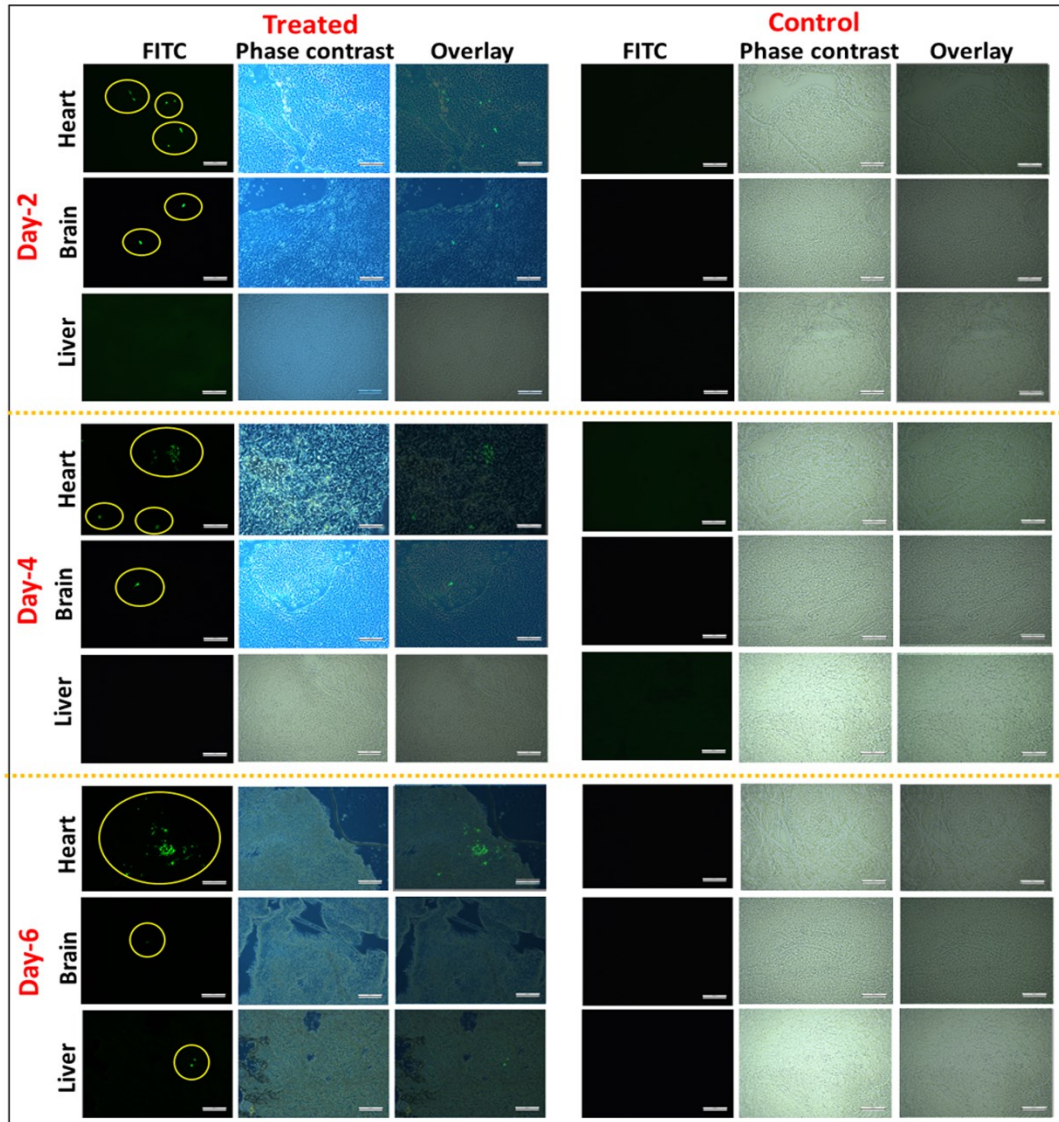 Treated Control
FITC Phase contrast Overlay FITC Phase contrast Overlay
Day-2
Heart
Brain
Liver
Day-4
Heart
Brain
Liver
Day-6
Heart
Brain
Liver